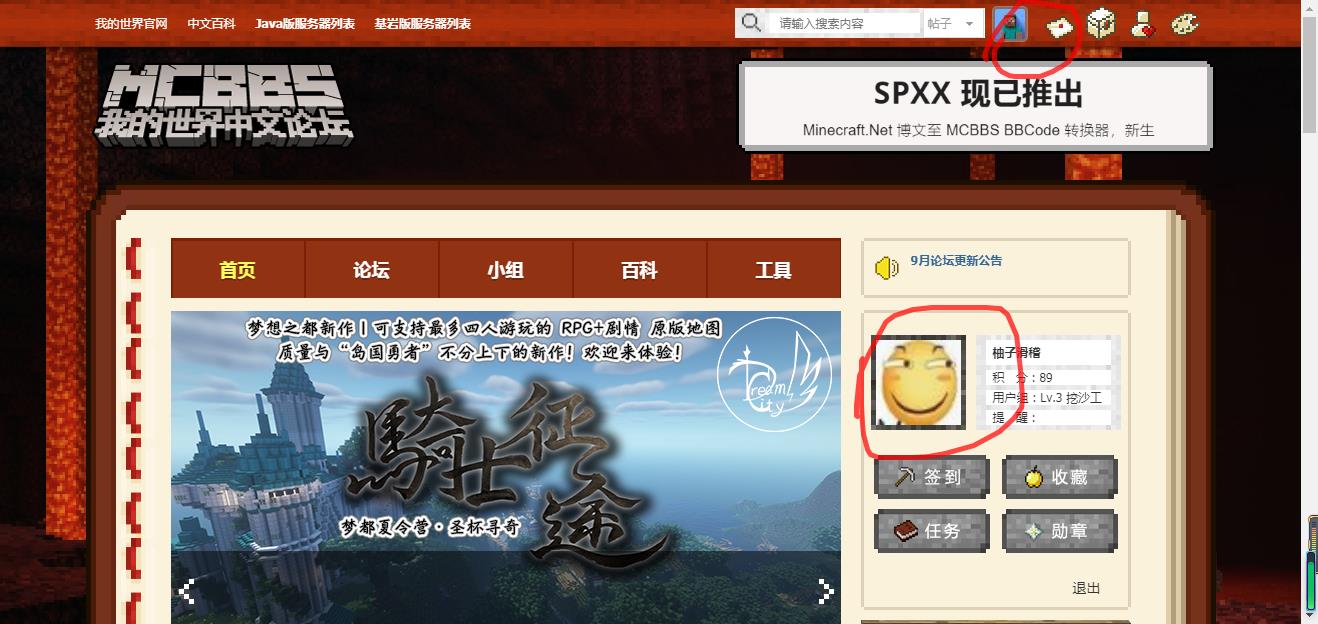 我的世界官网 中文百科 Java版服务器列表 基岩版服务器列表
请输入搜索内容 帖子
MCBBS
我的世界中文论坛
SPXX 现已推出
Minecraft.Net 博文至 MCBBS BBCode 转换器，新生
首页 论坛 小组 百科 工具
9月论坛更新公告
梦想之都新作丨可支持最多四人游玩的 RPG+剧情 原版地图
质量与“岛国勇者”不分上下的新作！欢迎来体验！
Dream City
骑士征途
梦都夏令营·圣杯寻奇
柚子滑稽
积 分：89
用户组：Lv.3 挖沙工
提 醒：
签到 收藏
任务 勋章
退出